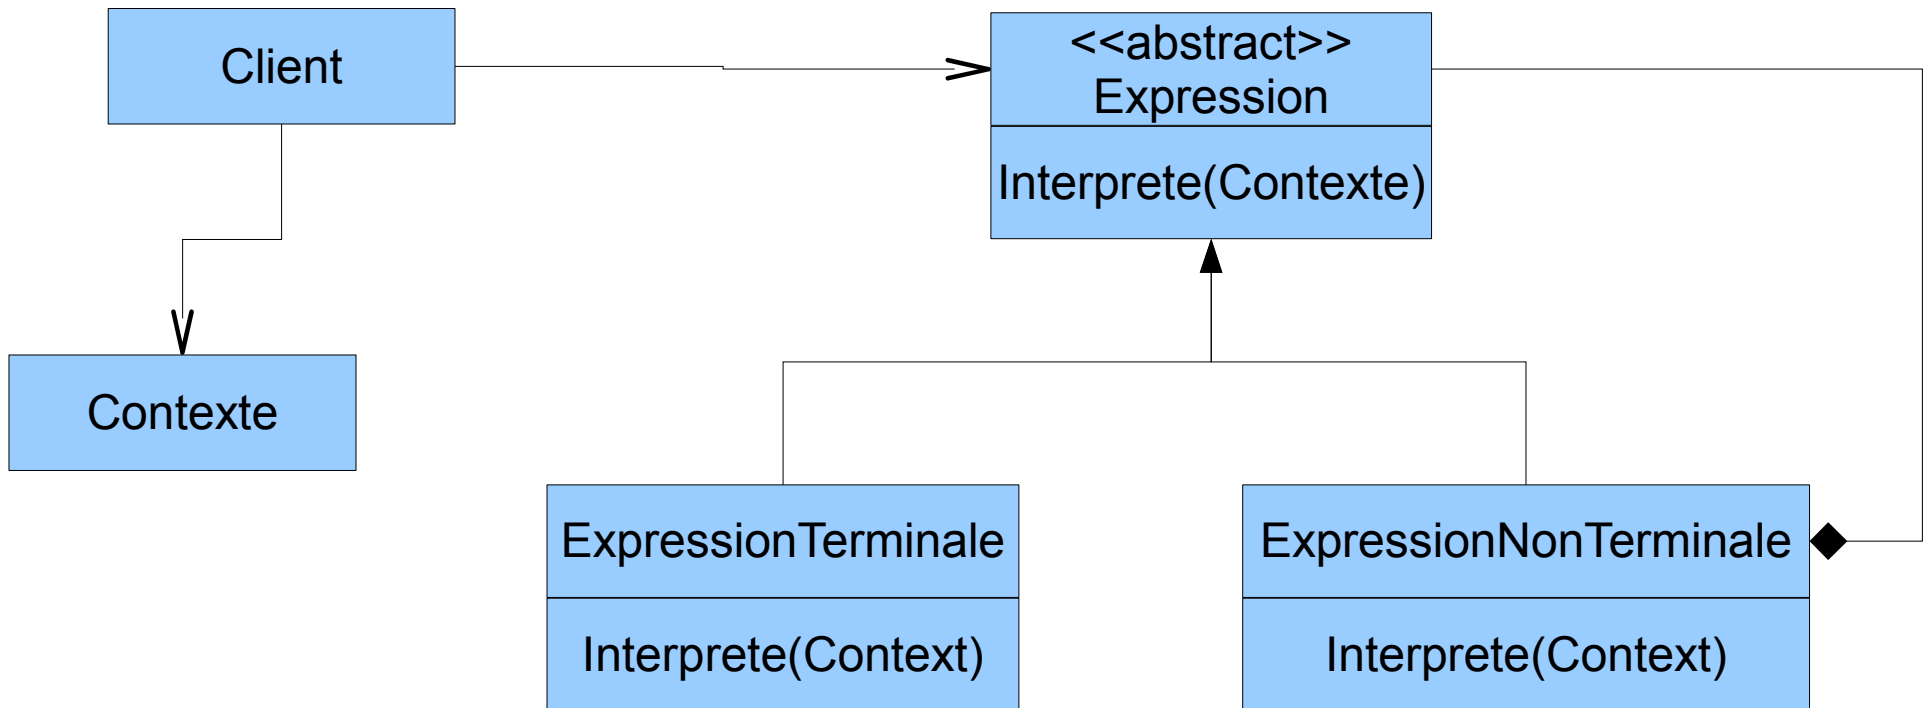 Client
<<abstract>>
Expression
Interprete(Contexte)
Contexte
ExpressionTerminale
Interprete(Context)
ExpressionNonTerminale
Interprete(Context)